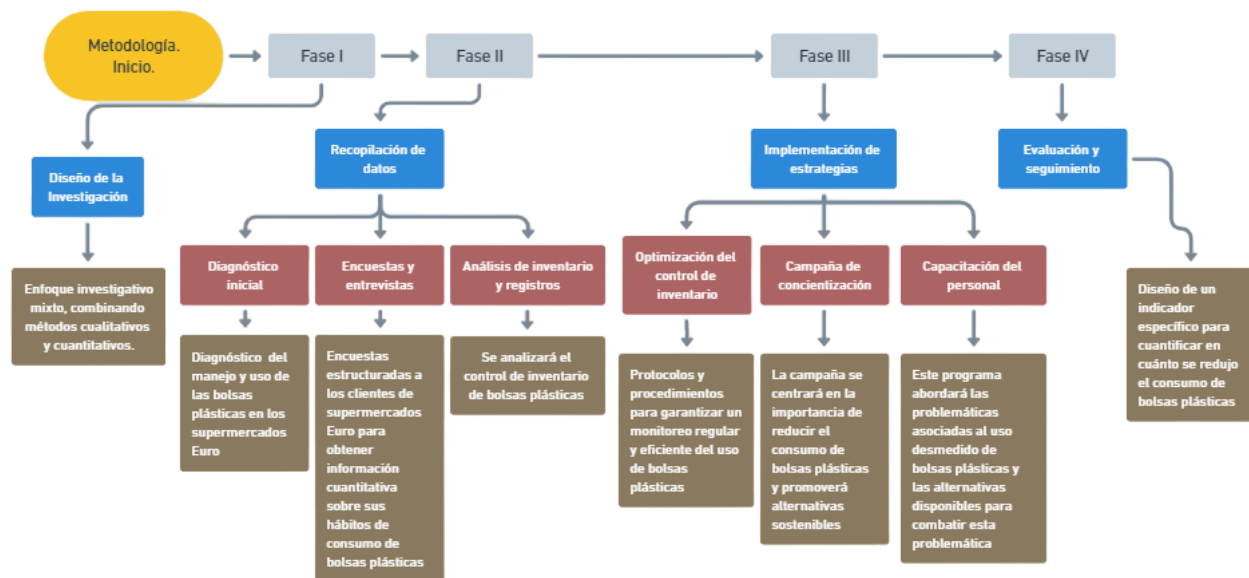 Metodología.
Inicio.
Fase I
Fase II
Fase III
Fase IV
Diseño de la
Investigación
Recopilación de
datos
Implementación de
estrategias
Evaluación y
seguimiento
Enfoque investigativo
mixto, combinando
métodos cualitativos
y cuantitativos.
Diagnóstico
inicial
Encuestas y
entrevistas
Análisis de inventario
y registros
Optimización del
control de
inventario
Campaña de
concientización
Capacitación del
personal
Diagnóstico del
manejo y uso de
las bolsas
plásticas en los
supermercados
Euro
Encuestas
estructuradas a
los clientes de
supermercados
Euro para
obtener
información
cuantitativa
sobre sus
hábitos de
consumo de
bolsas plásticas
Se analizará el
control de inventario
de bolsas plásticas
Protocolos y
procedimientos
para garantizar un
monitoreo regular
y eficiente del uso
de bolsas
plásticas
La campaña se
centrará en la
importancia de
reducir el
consumo de
bolsas plásticas
y promoverá
alternativas
sostenibles
Este programa
abordará las
problemáticas
asociadas al uso
desmedido de
bolsas plásticas y
las alternativas
disponibles para
combatir esta
problemática
Diseño de un
indicador
específico para
cuantificar en
cuánto se redujo
el consumo de
bolsas plásticas